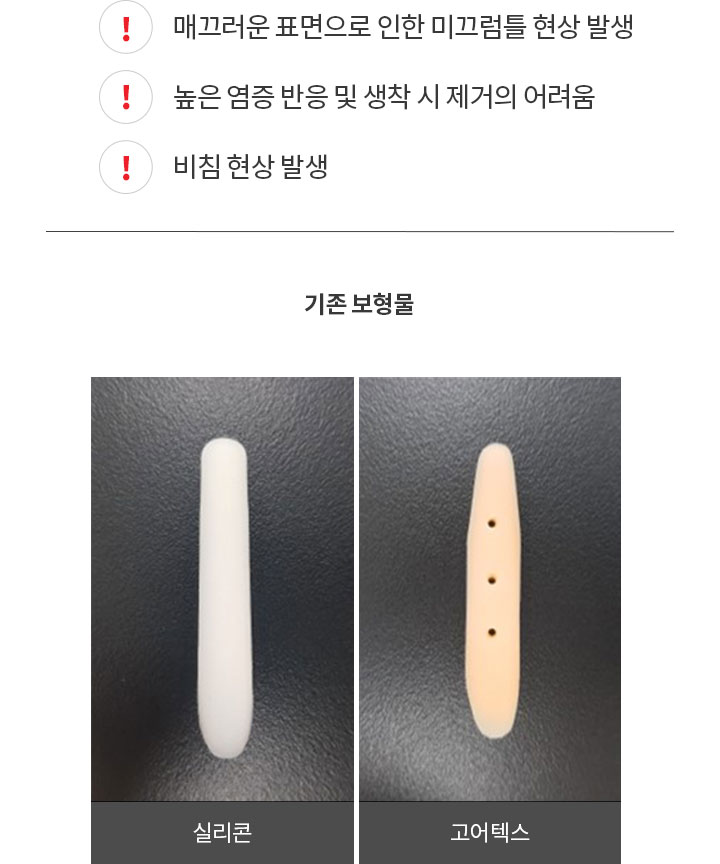 매끄러운 표면으로 인한 미끄럼틀 현상 발생
높은 염증 반응 및 생착 시 제거의 어려움
비침 현상 발생
기존 보형물
실리콘
고어텍스